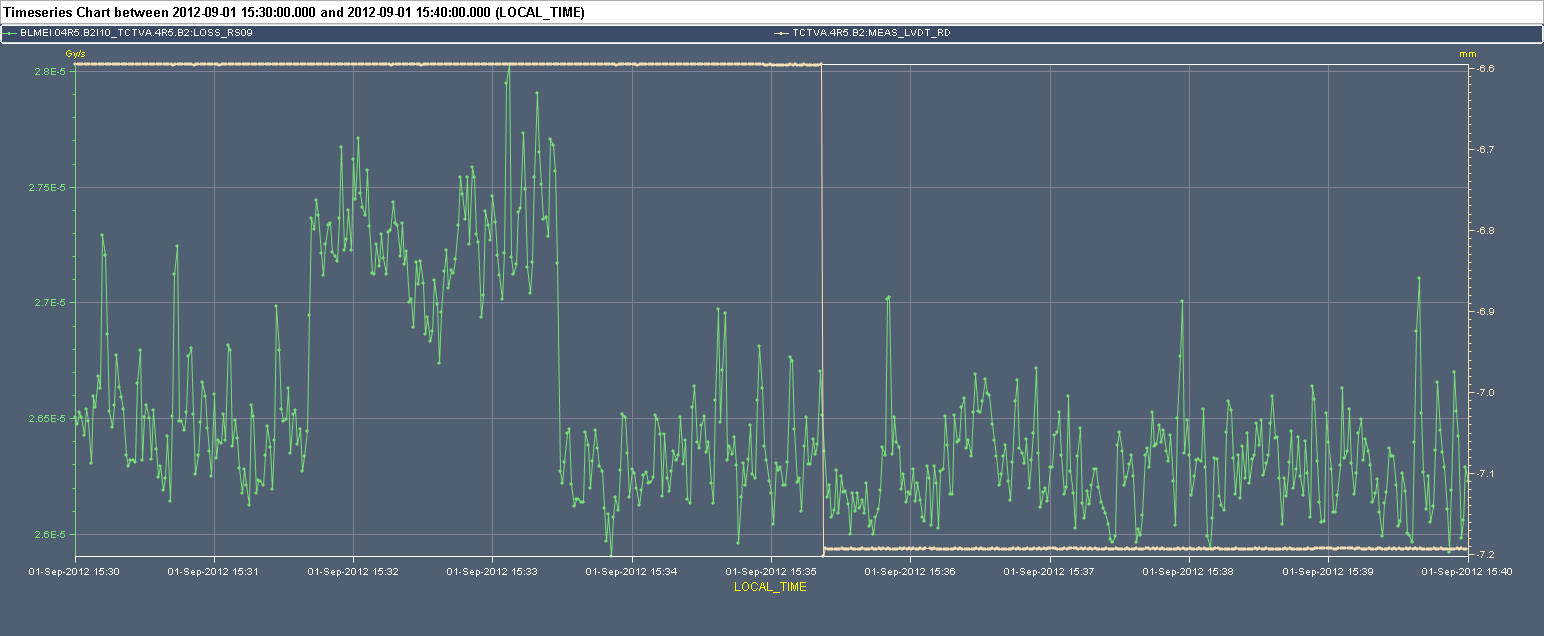 Timeseries Chart between 2012-09-01 15:30:00.000 and 2012-09-01 15:40:00.000 (LOCAL_TIME)
BLMEI.04R5.B2I10_TCTVA.4R5.B2:LOSS_RS09 TCTVA.4R5.B2:MEAS_LVDT_RD
Gy/s mm
2.8E-5 -6.6
-6.7
2.75E-5
-6.8
2.7E-5 -6.9
-7.0
2.65E-5
-7.1
2.6E-5
-7.2
01-Sep-2012 15:30 01-Sep-2012 15:31 01-Sep-2012 15:32 01-Sep-2012 15:33 01-Sep-2012 15:34 01-Sep-2012 15:35 01-Sep-2012 15:36 01-Sep-2012 15:37 01-Sep-2012 15:38 01-Sep-2012 15:39 01-Sep-2012 15:40
LOCAL_TIME